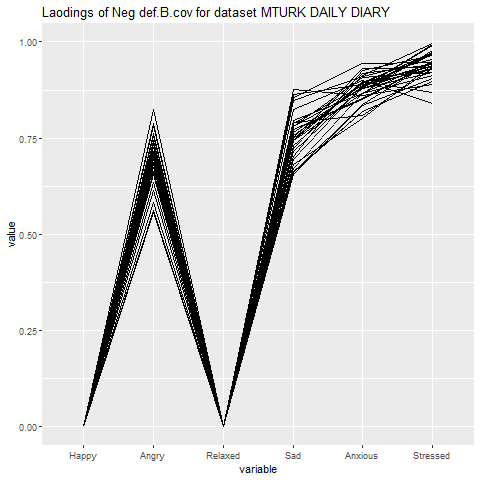 Laodings of Neg def.B.cov for dataset MTURK DAILY DIARY
1.00
0.75
0.50
0.25
0.00
value
Happy Angry Relaxed Sad Anxious Stressed
variable